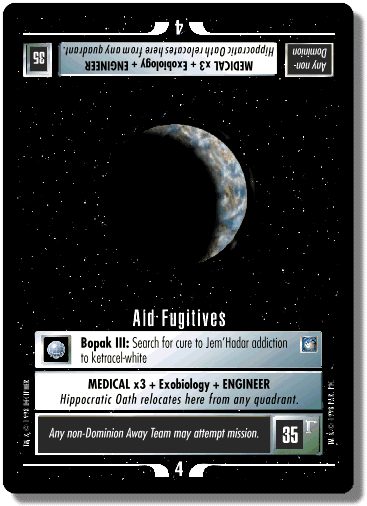 4
Any non-
Dominion
MEDICAL x3 + Exobiology + ENGINEER
Hippocratic Oath relocates here from any quadrant.
35
Aid Fugitives
Bopak III: Search for cure to Jem'Hadar addiction
to ketracel-white
MEDICAL x3 + Exobiology + ENGINEER
Hippocratic Oath relocates here from any quadrant.
Any non-Dominion Away Team may attempt mission.
35
4